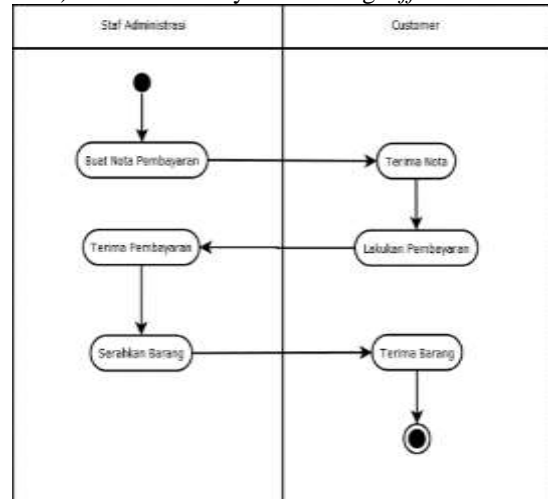 Staf Administrasi
Customer
Buat Nota Pembayaran
Terima Nota
Terima Pembayaran
Lakukan Pembayaran
Serahkan Barang
Terima Barang